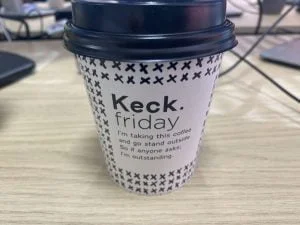 Keck.
friday
I'm taking this coffee
and go stand outside.
So if anyone asks,
I'm outstanding.